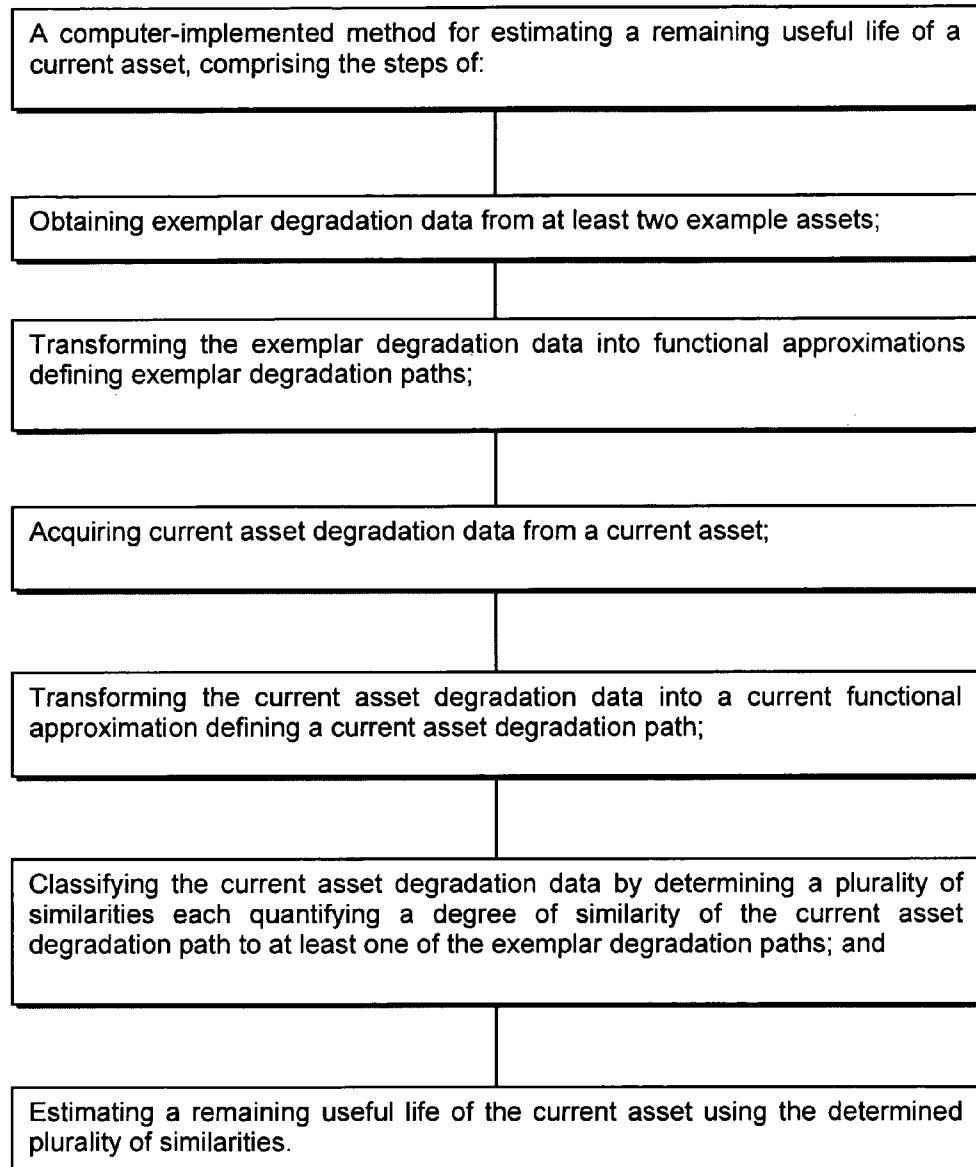 A computer-implemented method for estimating a remaining useful life of a
current asset, comprising the steps of:
Obtaining exemplar degradation data from at least two example assets;
Transforming the exemplar degradation data into functional approximations
defining exemplar degradation paths;
Acquiring current asset degradation data from a current asset;
Transforming the current asset degradation data into a current functional
approximation defining a current asset degradation path;
Classifying the current asset degradation data by determining a plurality of
similarities each quantifying a degree of similarity of the current asset
degradation path to at least one of the exemplar degradation paths; and
Estimating a remaining useful life of the current asset using the determined
plurality of similarities.